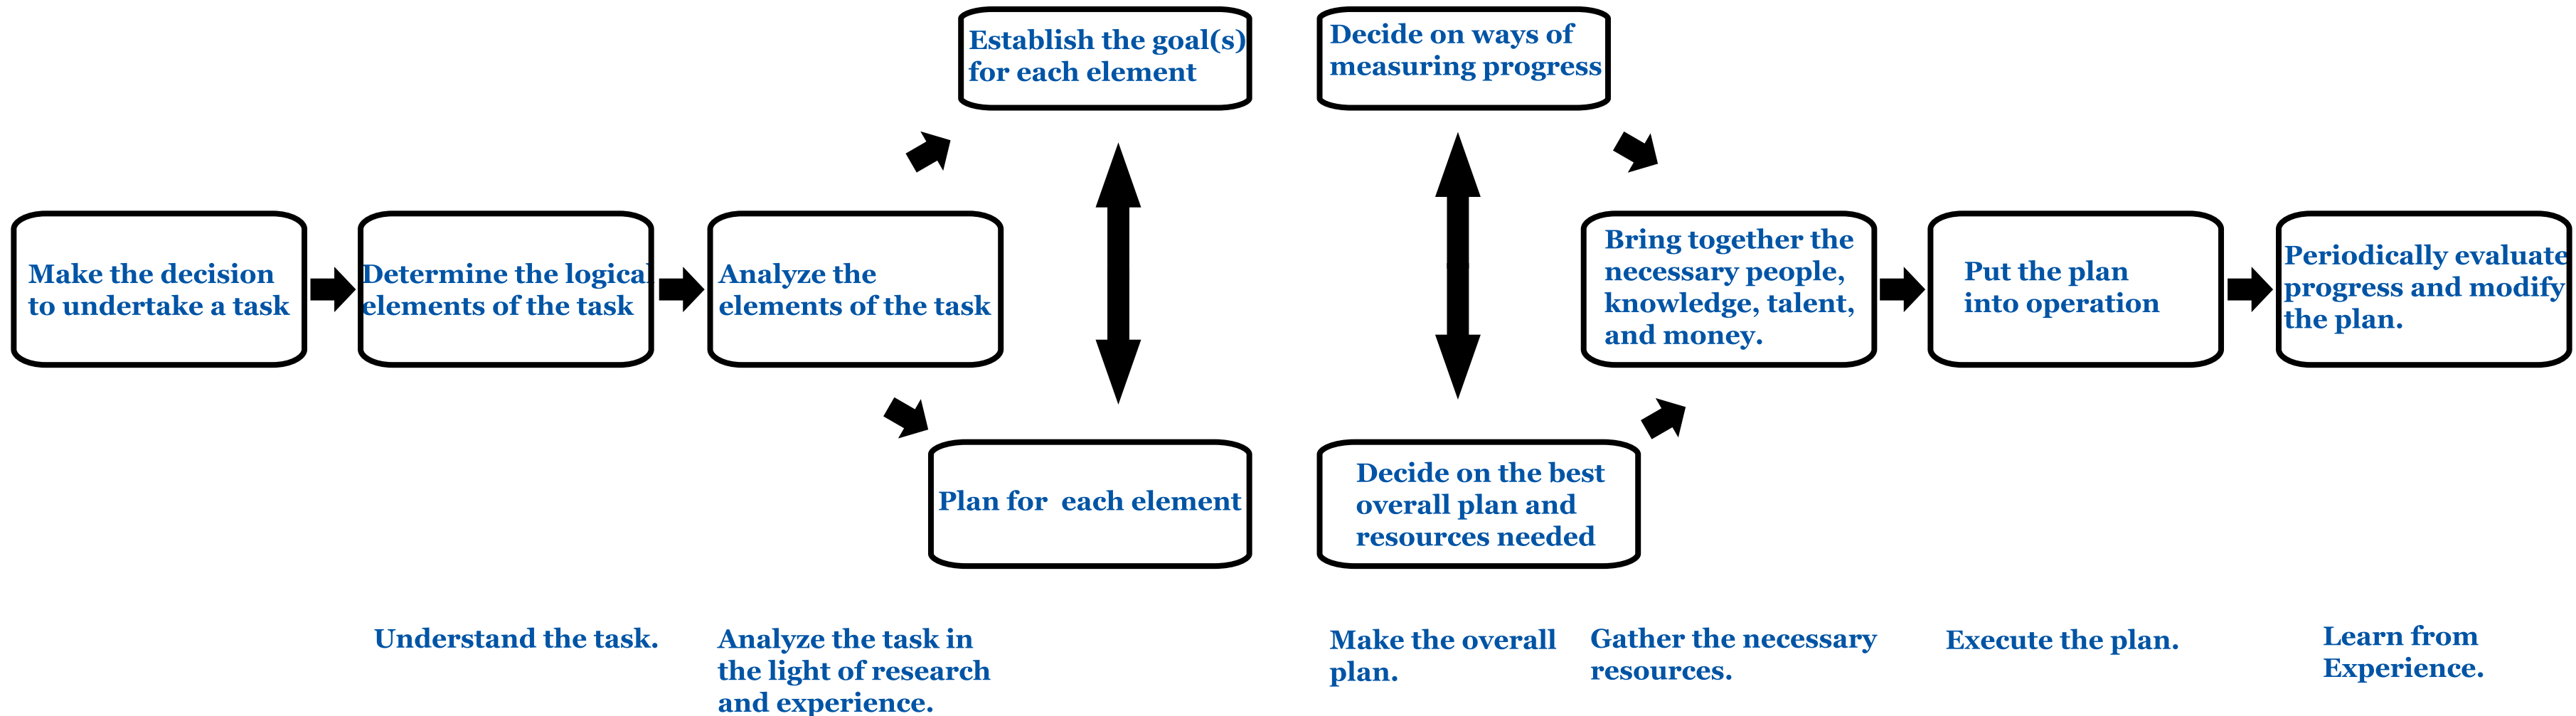 Establish the goal(s)
for each element
Decide on ways of
measuring progress
Make the decision
to undertake a task
Determine the logical
elements of the task
Analyze the
elements of the task
Bring together the
necessary people,
knowledge, talent,
and money.
Put the plan
into operation
Periodically evaluate
progress and modify
the plan.
Plan for  each element
Decide on the best
overall plan and
resources needed
Understand the task.
Analyze the task in
the light of research
and experience.
Make the overall
plan.
Gather the necessary
resources.
Execute the plan.
Learn from
Experience.